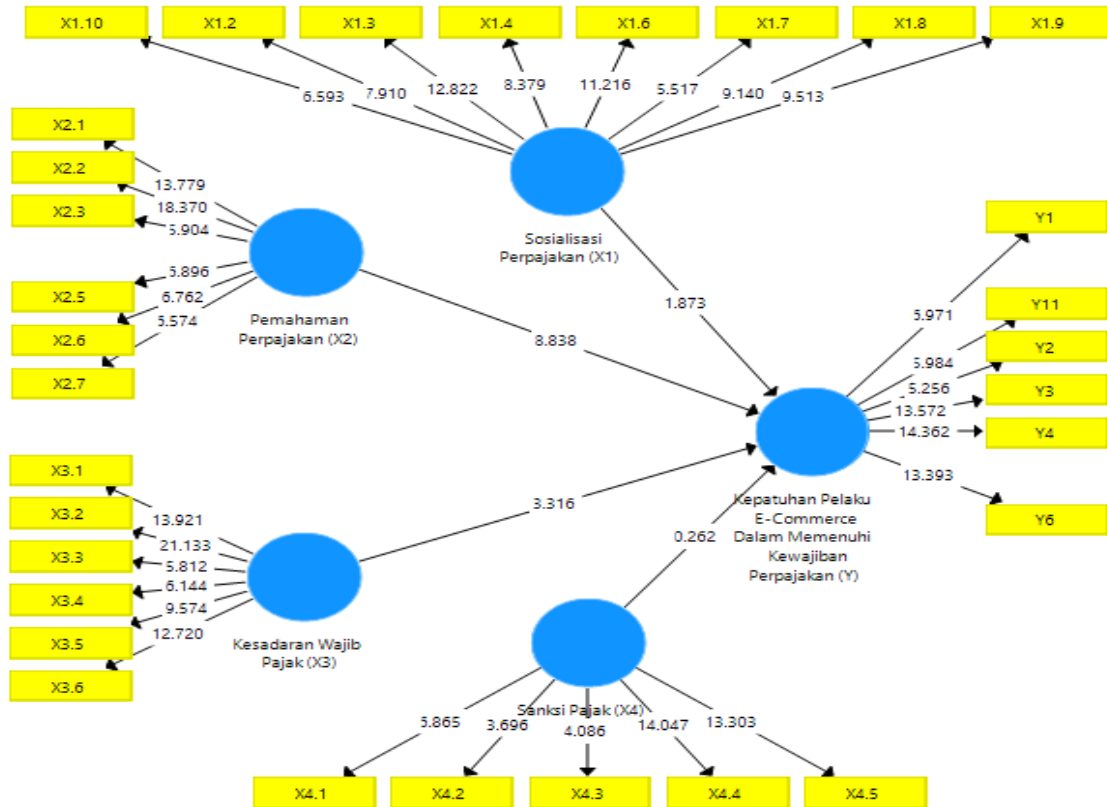 X1.10
X1.2
X1.3
X1.4
X1.6
X1.7
X1.8
X1.9
6.593
7.910
12.822
8.379
11.216
5.517
9.140
9.513
Sosialisasi
Perpajakan (X1)
X2.1
X2.2
X2.3
X2.5
X2.6
X2.7
13.779
18.370
5.904
5.896
6.762
5.574
Pemahaman
Perpajakan (X2)
1.873
8.838
3.316
0.262
Y1
Y11
Y2
Y3
Y4
Y6
5.971
5.984
5.256
13.572
14.362
13.393
Kepatuhan Pelaku
E-Commerce
Dalam Memenuhi
Kewajiban
Perpajakan (Y)
X3.1
X3.2
X3.3
X3.4
X3.5
X3.6
13.921
21.133
5.812
6.144
9.574
12.720
Kesadaran Wajib
Pajak (X3)
Sanksi Pajak (X4)
5.865
3.696
4.086
14.047
13.303
X4.1
X4.2
X4.3
X4.4
X4.5